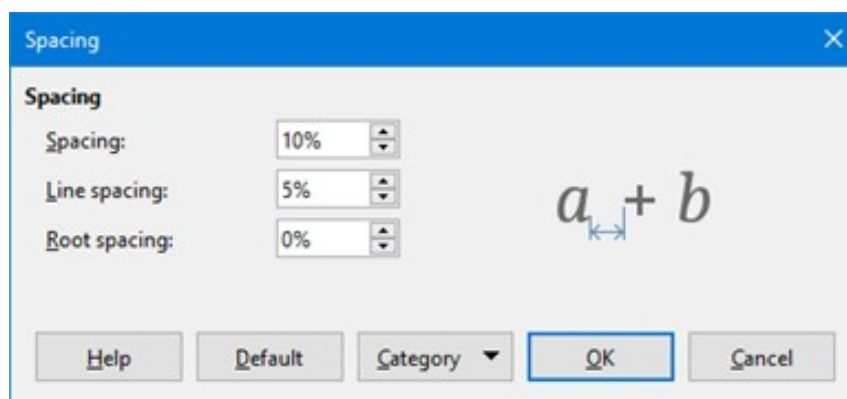 Spacing
Spacing
Spacing: 10%
Line spacing: 5%
Root spacing: 0%
a + b
Help Default Category OK Cancel